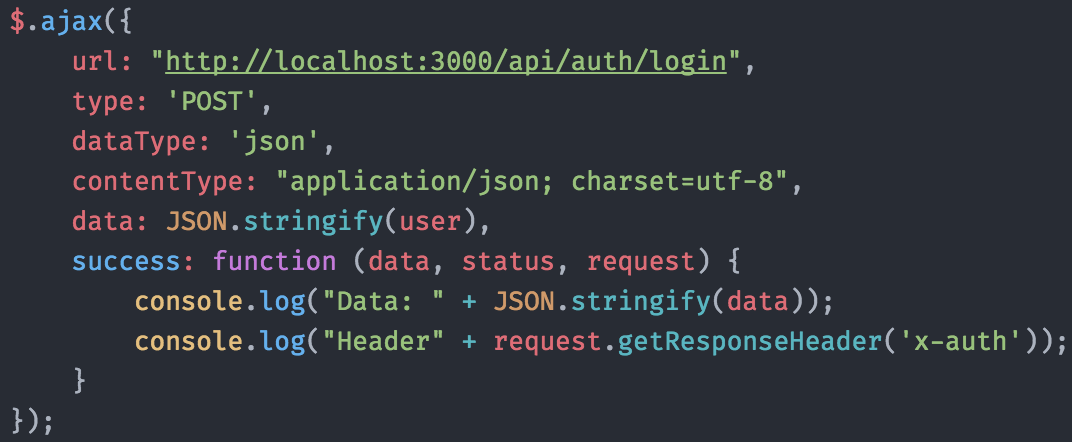 $.ajax({
    url: "http://localhost:3000/api/auth/login",
    type: 'POST',
    dataType: 'json',
    contentType: "application/json; charset=utf-8",
    data: JSON.stringify(user),
    success: function (data, status, request) {
        console.log("Data: " + JSON.stringify(data));
        console.log("Header" + request.getResponseHeader('x-auth'));
    }
});